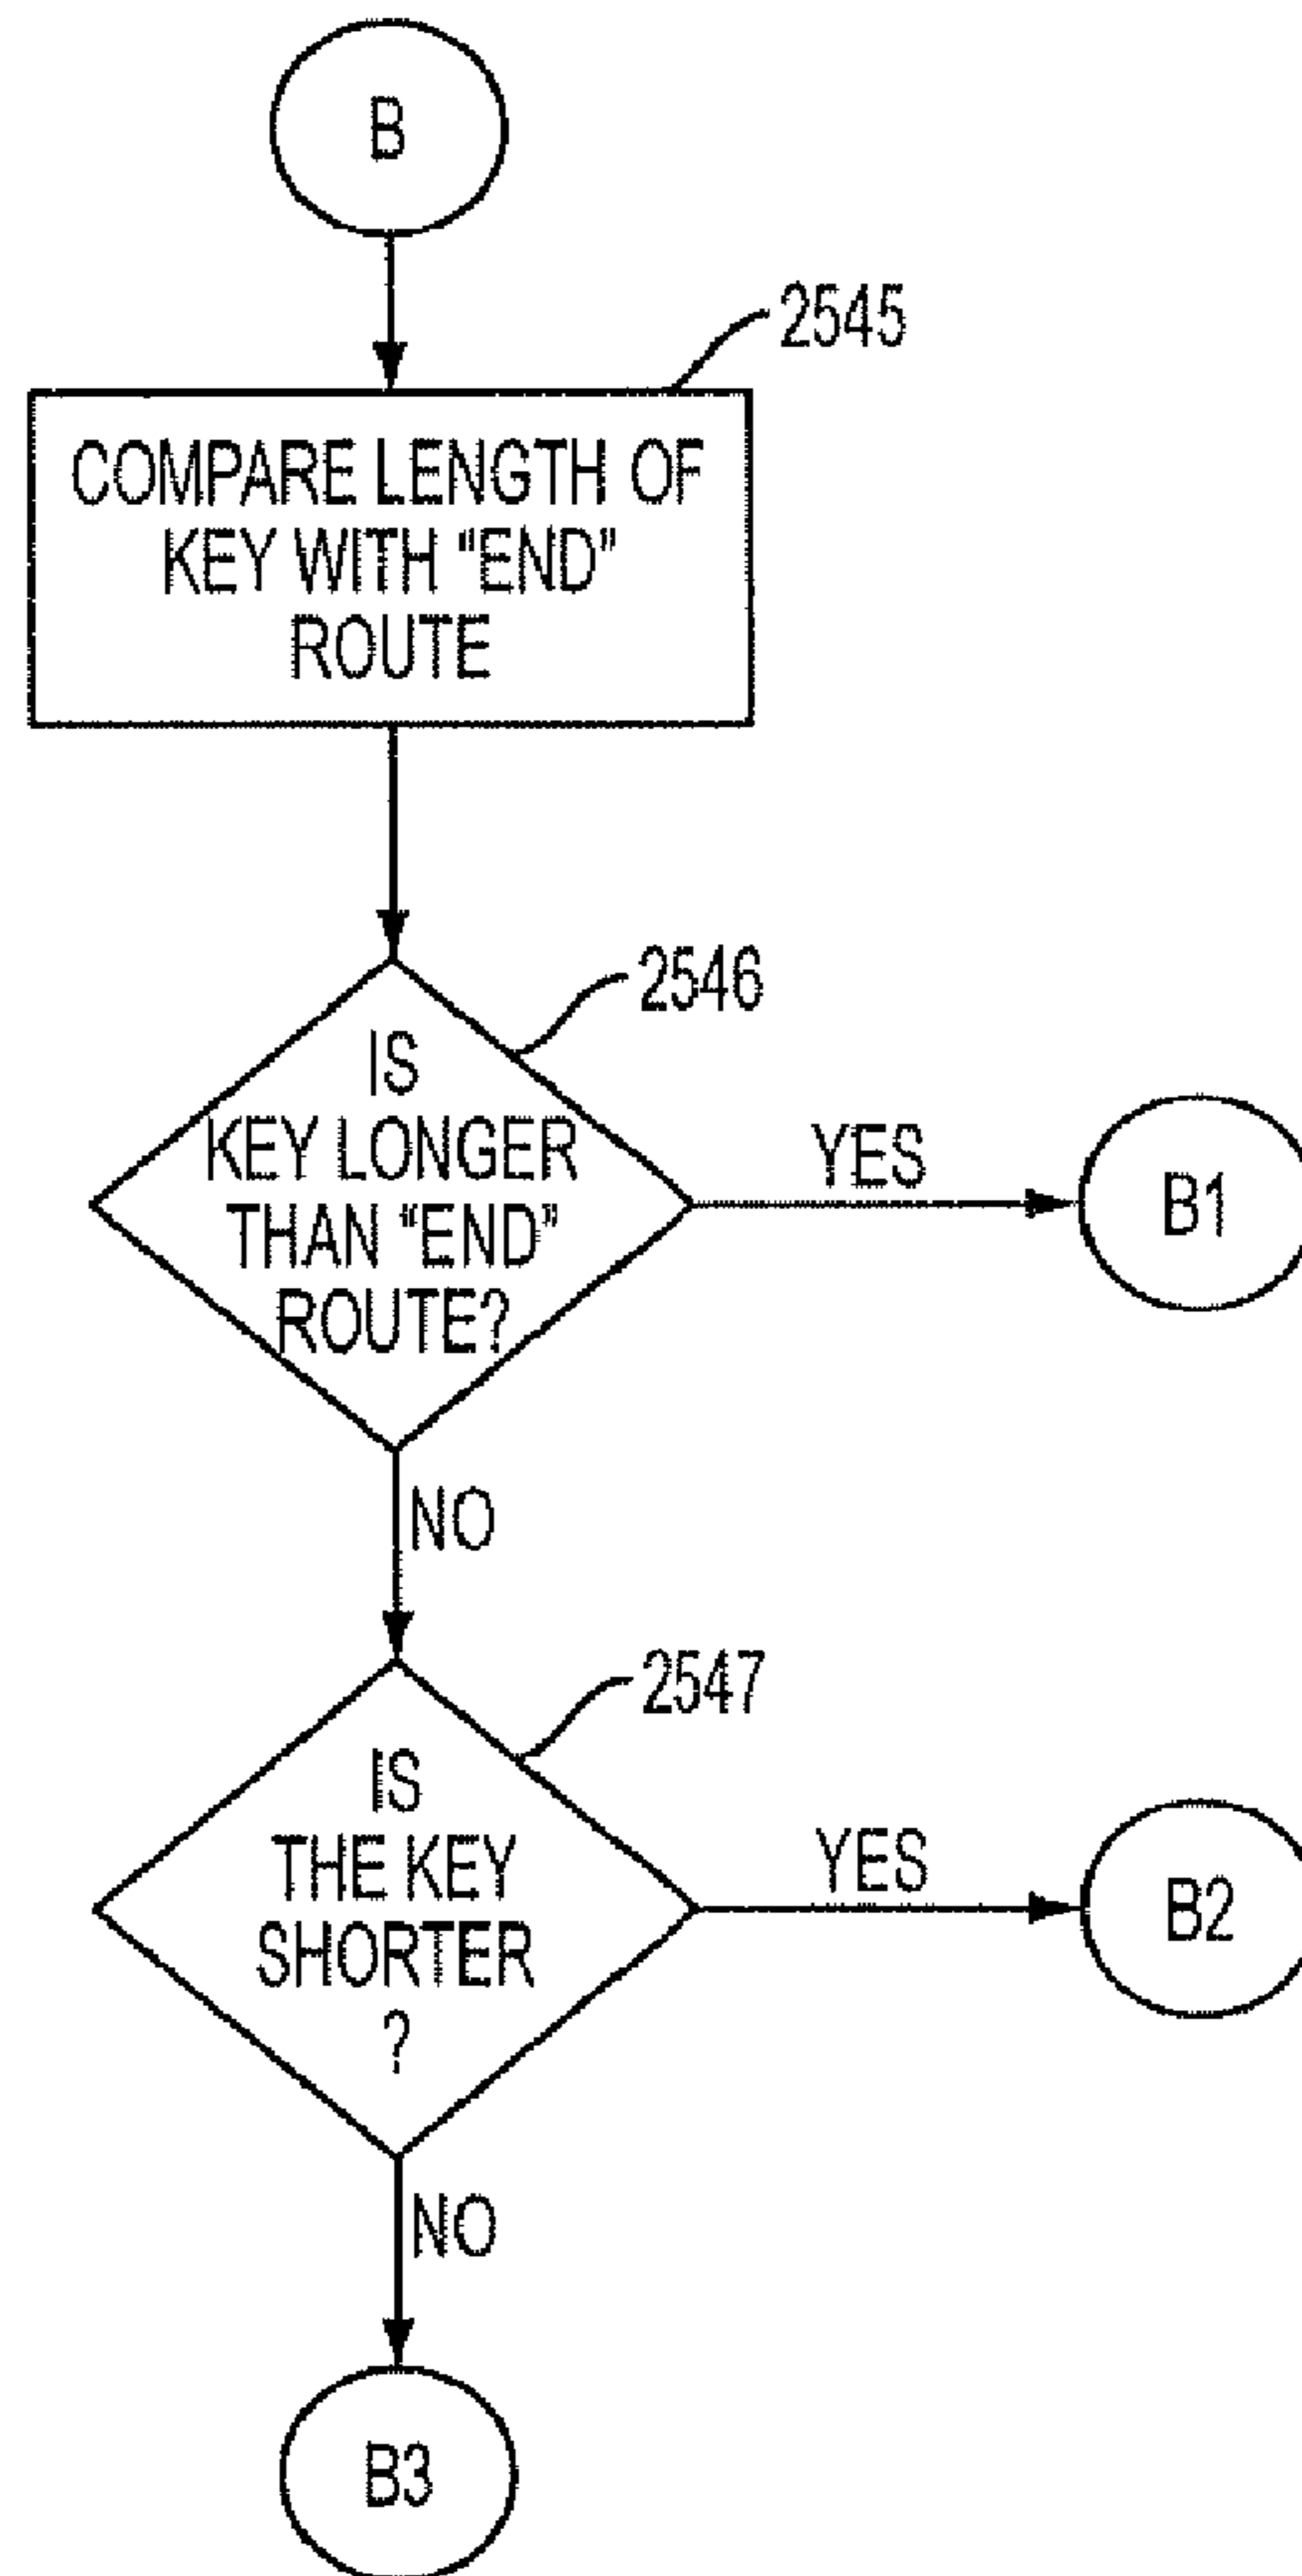 B
2545
COMPARE LENGTH OF
KEY WITH "END"
ROUTE
2546
IS
KEY LONGER
THAN "END"
ROUTE?
YES
B1
NO
2547
IS
THE KEY
SHORTER
?
YES
B2
NO
B3